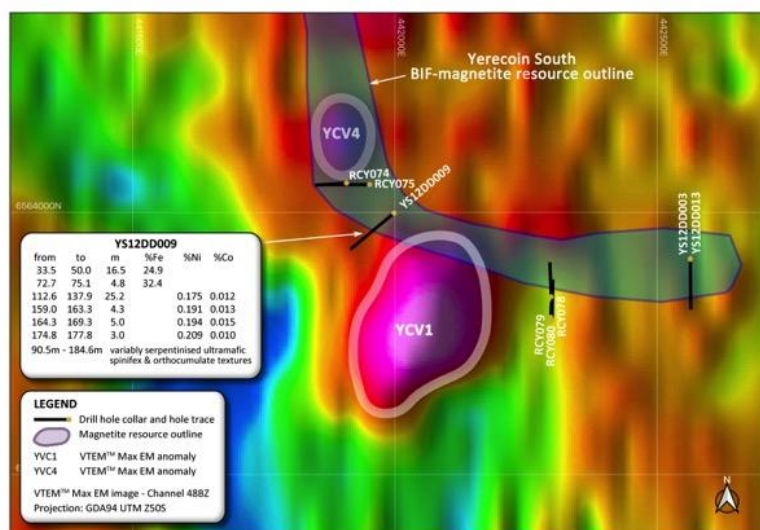 441500E
442000E
442500E
Yerecoin South
BIF-magnetite resource outline
YCV4
RCY074
RCY075
YS12DD009
6564000N
YS12DD003
YS12DD013
YS12DD009
from to m %Fe %Ni %Co
33.5 50.0 16.5 24.9
72.7 75.1 4.8 32.4
112.6 137.9 25.2 0.175 0.012
159.0 163.3 4.3 0.191 0.013
164.3 169.3 5.0 0.194 0.015
174.8 177.8 3.0 0.209 0.010
90.5m - 184.6m variably serpentinised ultramafic
spinifex & orthocumulate textures
YCV1
RCY079
RCY080
RCY078
LEGEND
Drill hole collar and hole trace
Magnetite resource outline
YVC1 VTEM™ Max EM anomaly
YVC4 VTEM™ Max EM anomaly
VTEM™ Max EM image - Channel 48BZ
Projection: GDA94 UTM Z50S
N